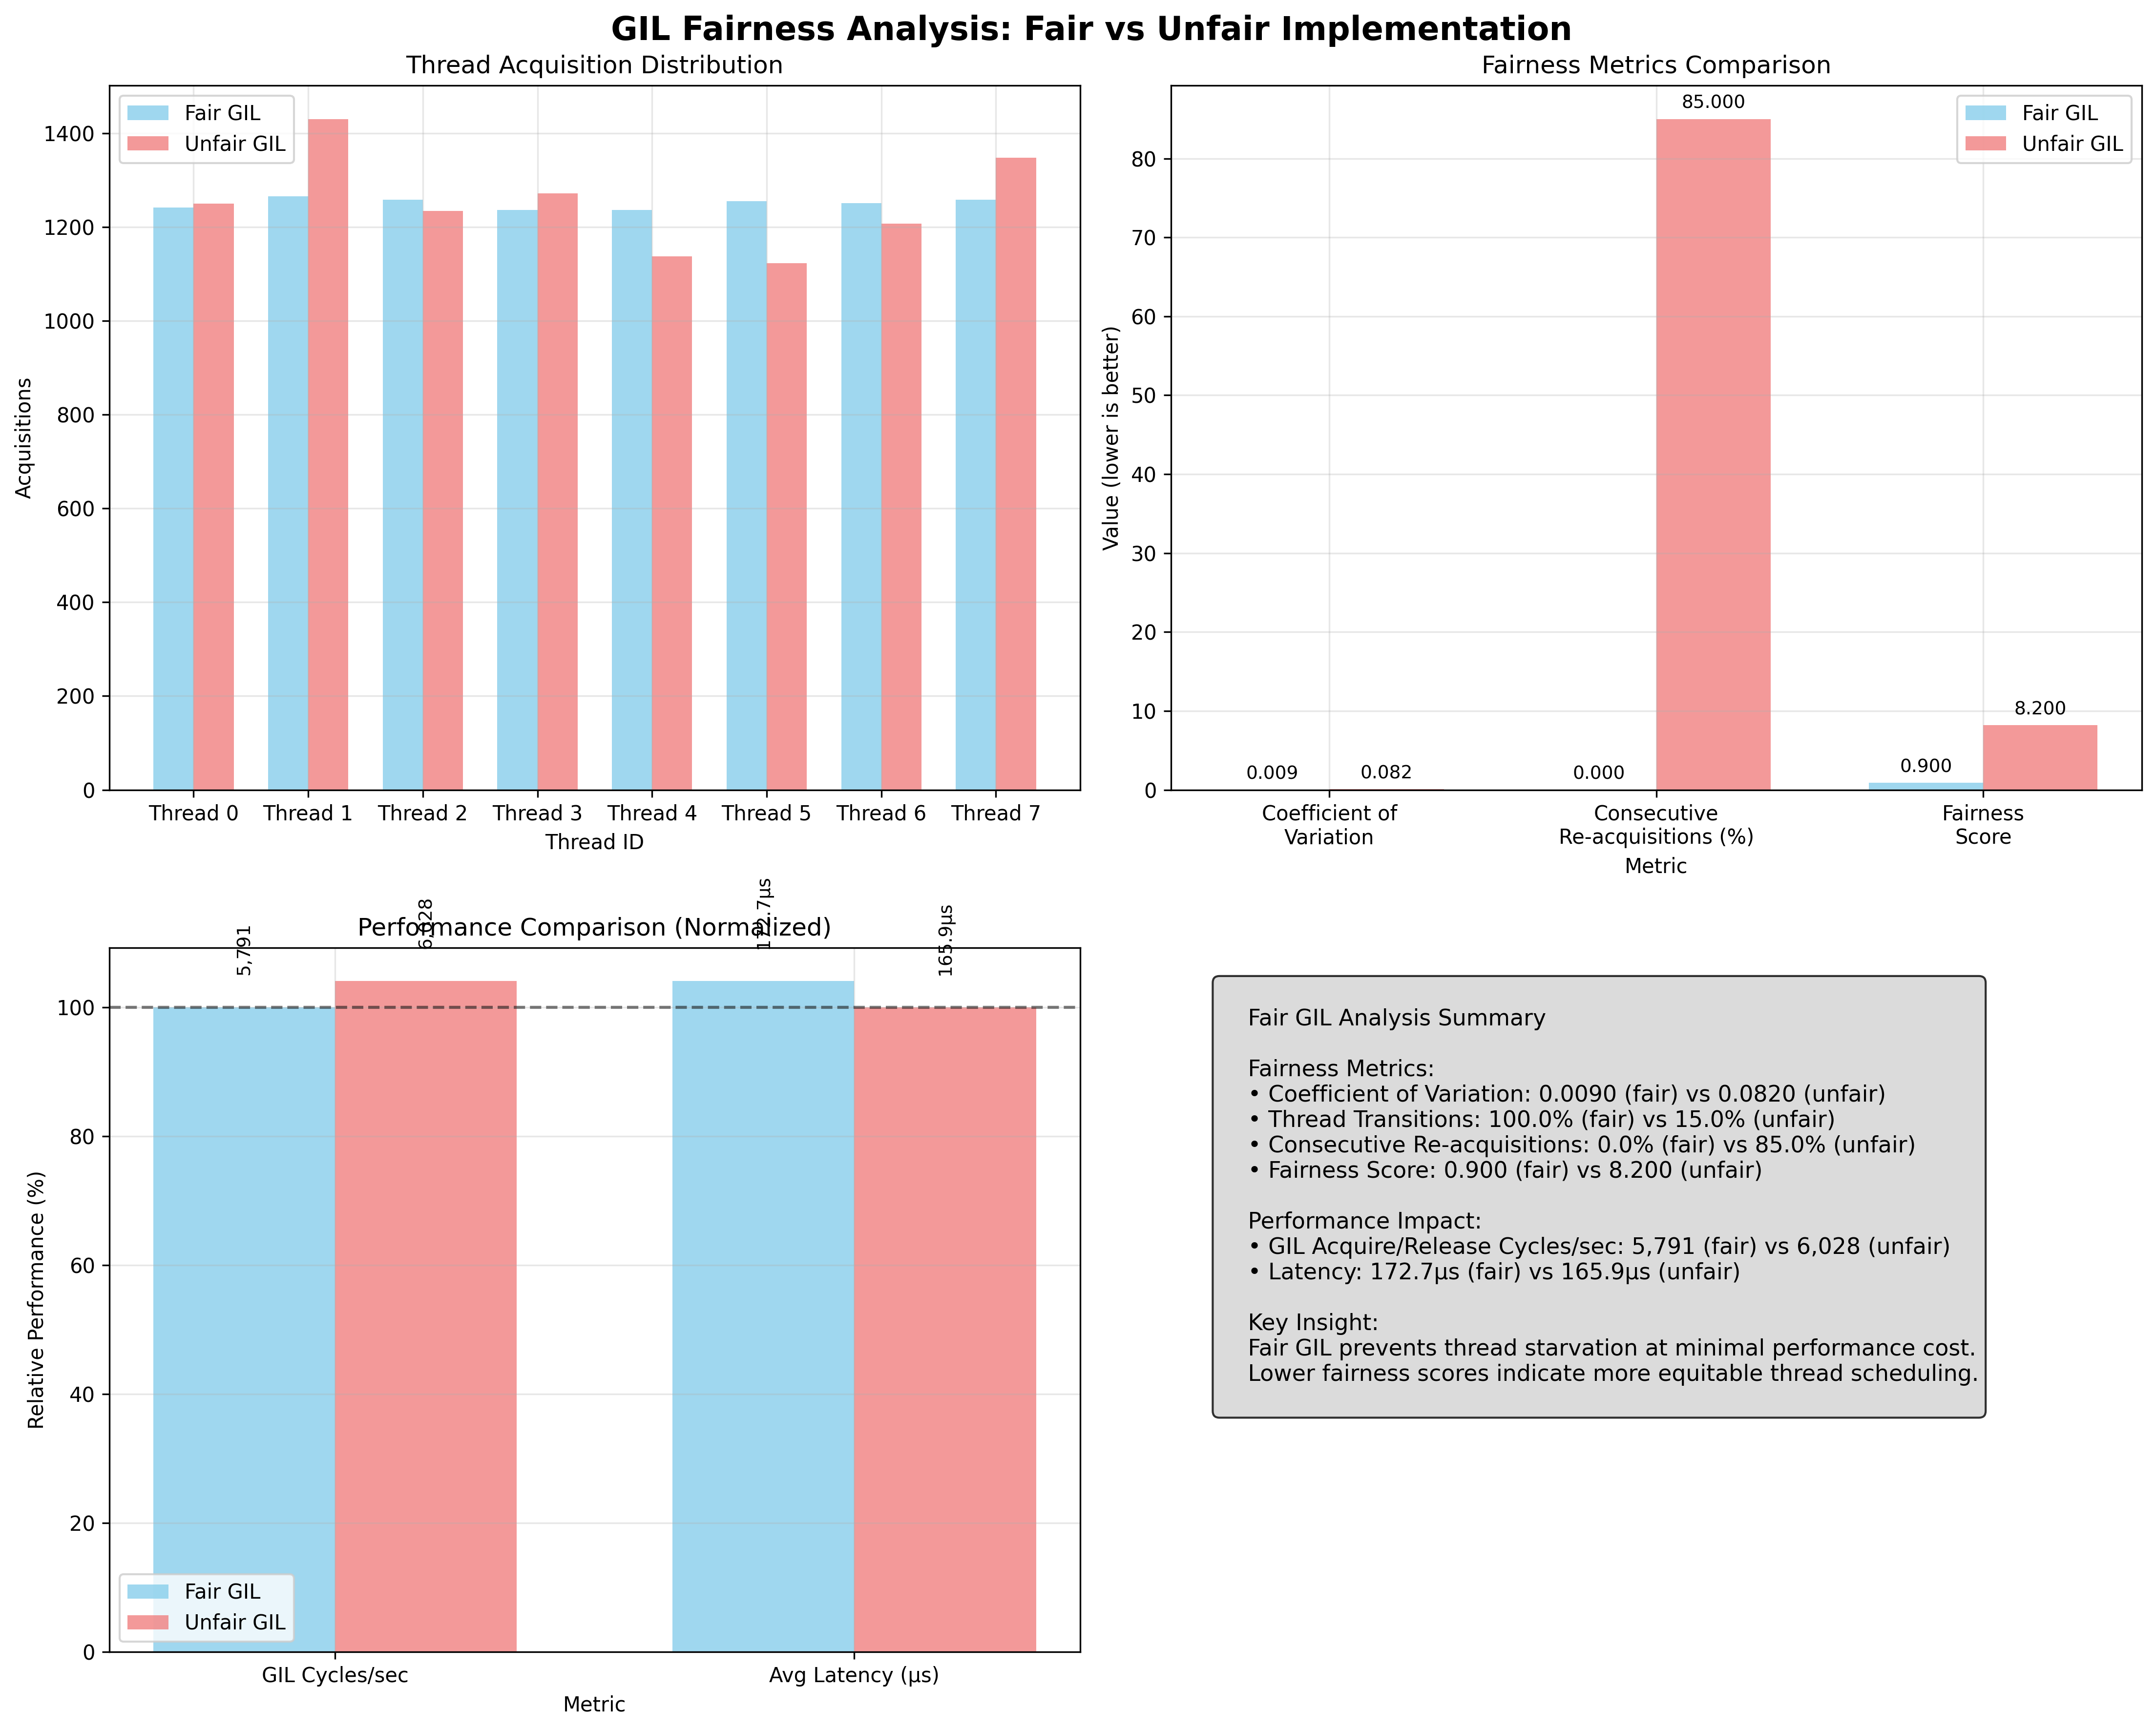 GIL Fairness Analysis: Fair vs Unfair Implementation
Thread Acquisition Distribution
Fair GIL
Unfair GIL
1400
1200
1000
800
600
400
200
0
Acquisitions
Thread 0 Thread 1 Thread 2 Thread 3 Thread 4 Thread 5 Thread 6 Thread 7
Thread ID
Fairness Metrics Comparison
Fair GIL
Unfair GIL
80
70
60
50
40
30
20
10
0
Value (lower is better)
0.009
0.082
0.000
85.000
0.900
8.200
Coefficient of
Variation
Consecutive
Re-acquisitions (%)
Fairness
Score
Metric
Performance Comparison (Normalized)
5,791
6,028
172.7µs
165.9µs
100
80
60
40
20
0
Relative Performance (%)
Fair GIL
Unfair GIL
GIL Cycles/sec
Avg Latency (µs)
Metric
Fair GIL Analysis Summary
Fairness Metrics:
• Coefficient of Variation: 0.0090 (fair) vs 0.0820 (unfair)
• Thread Transitions: 100.0% (fair) vs 15.0% (unfair)
• Consecutive Re-acquisitions: 0.0% (fair) vs 85.0% (unfair)
• Fairness Score: 0.900 (fair) vs 8.200 (unfair)
Performance Impact:
• GIL Acquire/Release Cycles/sec: 5,791 (fair) vs 6,028 (unfair)
• Latency: 172.7µs (fair) vs 165.9µs (unfair)
Key Insight:
Fair GIL prevents thread starvation at minimal performance cost.
Lower fairness scores indicate more equitable thread scheduling.